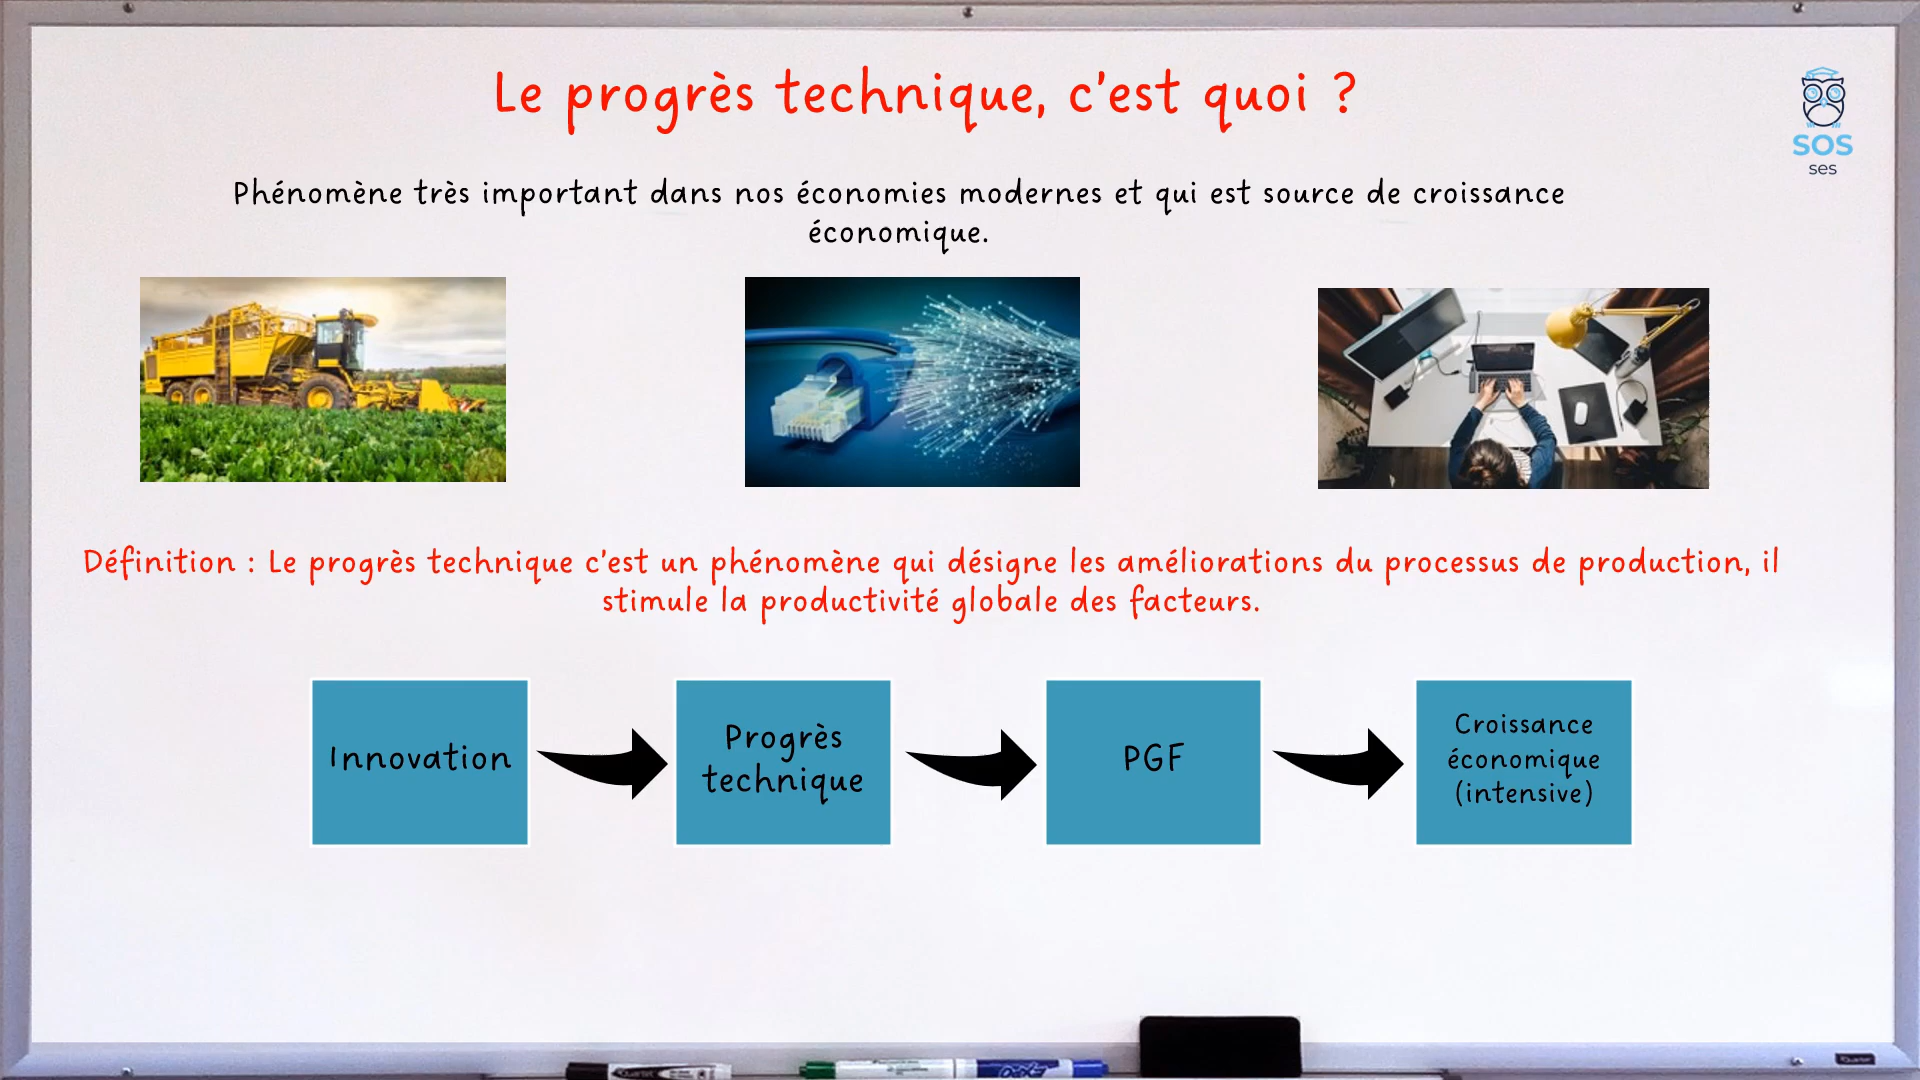 Le progrès technique, c'est quoi ?
SOS
ses
Phénomène très important dans nos économies modernes et qui est source de croissance
économique.
Définition : Le progrès technique c'est un phénomène qui désigne les améliorations du processus de production, il
stimule la productivité globale des facteurs.
Innovation
Progrès
technique
PGF
Croissance
économique
(intensive)
Quartet
Quartet